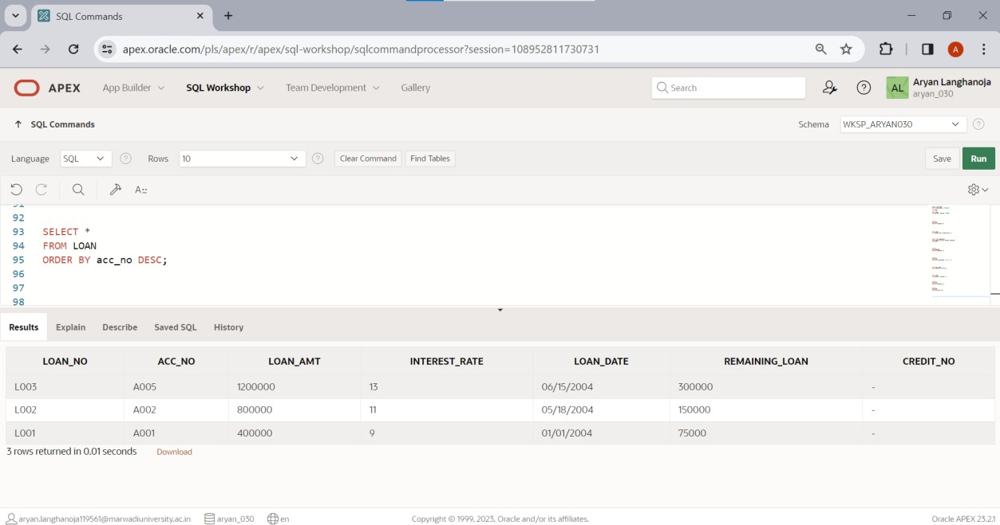 SQL Commands
apex.oracle.com/pls/apex/r/apex/sql-workshop/sqlcommandprocessor?session=108952811730731 A
APEX App Builder SQL Workshop Team Development Gallery Search AL Aryan Langhanoja
aryan_030
SQL Commands Schema WKSP_ARYAN030
Language SQL Rows 10 Clear Command Find Tables Save Run
92
93 SELECT *
94 FROM LOAN
95 ORDER BY acc_no DESC;
96
97
98
Results Explain Describe Saved SQL History
LOAN_NO ACC_NO LOAN_AMT INTEREST_RATE LOAN_DATE REMAINING_LOAN CREDIT_NO
L003 A005 1200000 13 06/15/2004 300000 -
L002 A002 800000 11 05/18/2004 150000 -
L001 A001 400000 9 01/01/2004 75000 -
3 rows returned in 0.01 seconds Download
aryan.langhanoja119561@marwadiuniversity.ac.in aryan_030 en Copyright © 1999, 2023, Oracle and/or its affiliates. Oracle APEX 23.2.1